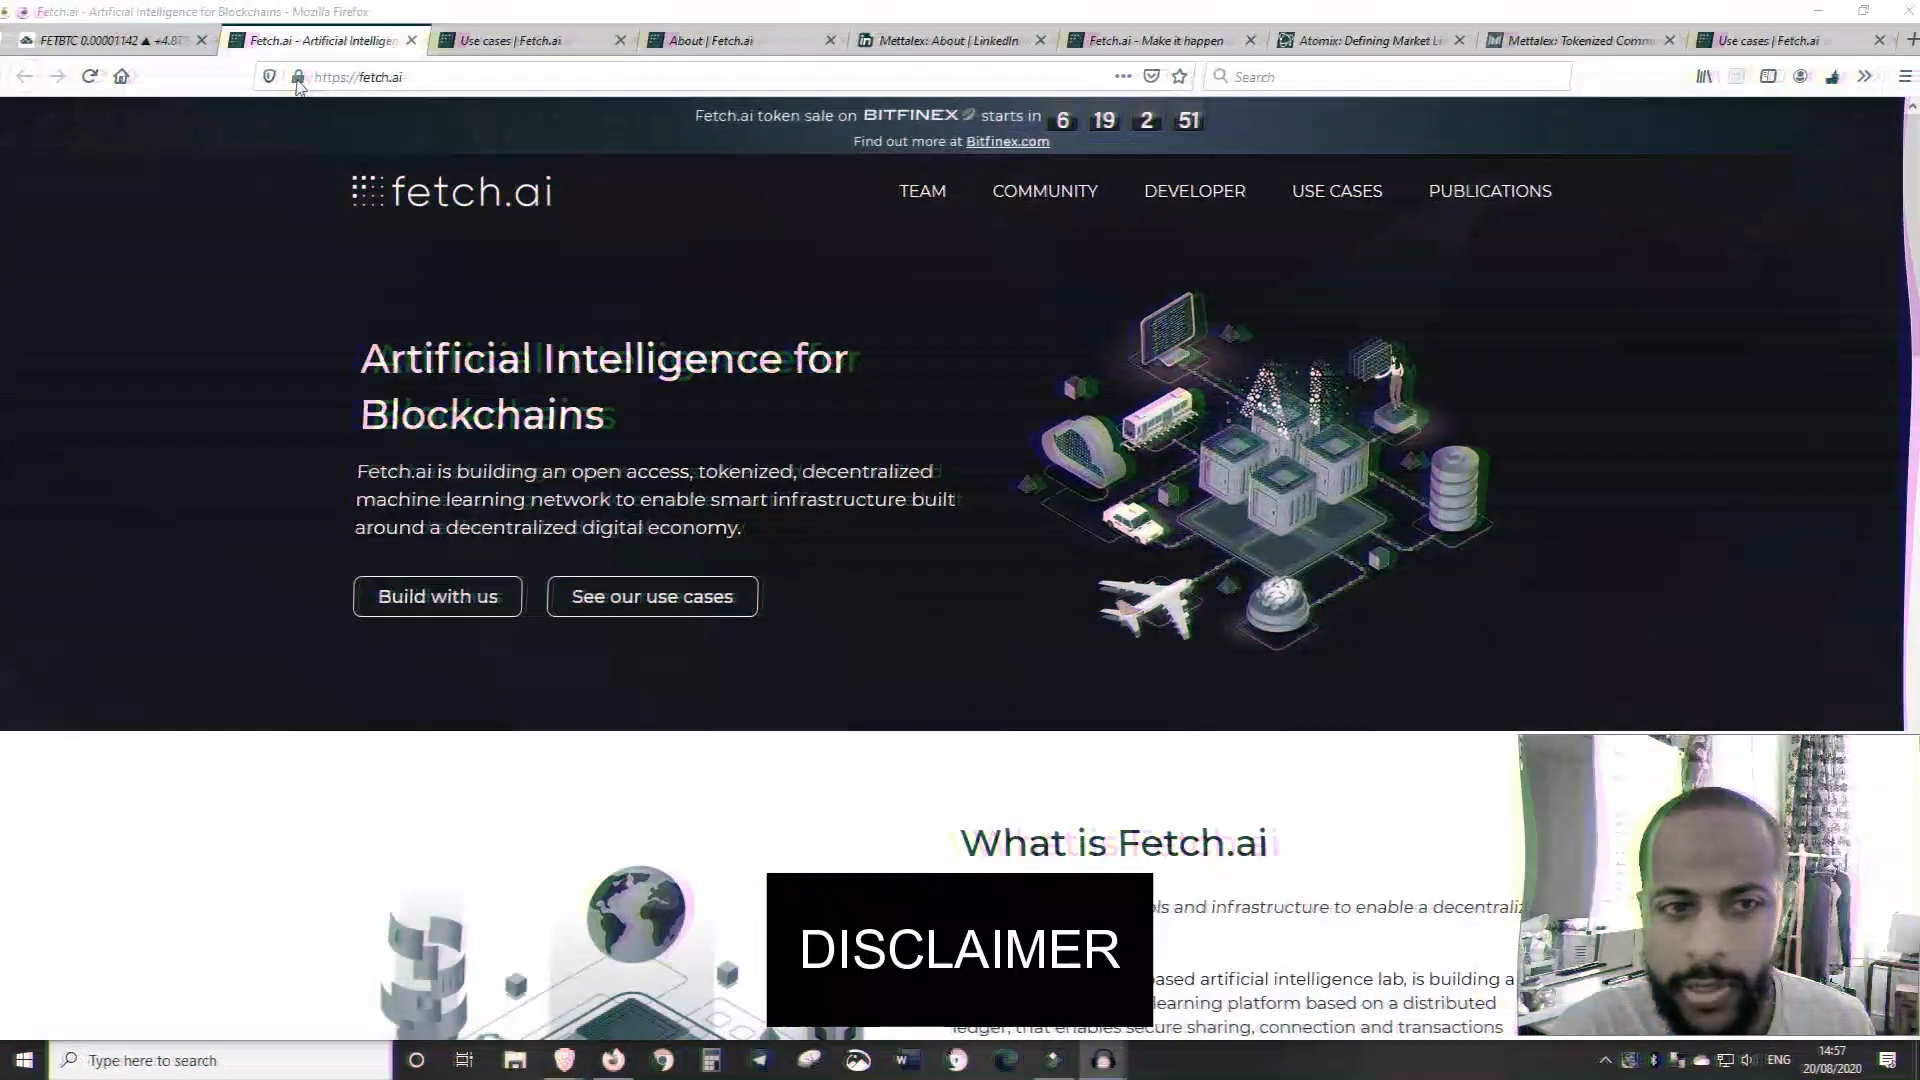 Fetch.ai - Artificial Intelligence for Blockchains - Mozilla Firefox
FETBTC 0.00001142 ▲ +4.87
Fetch.ai - Artificial Intelligen
Use cases | Fetch.ai
About | Fetch.ai
Mettalex: About | LinkedIn
Fetch.ai - Make it happen
Atomix: Defining Market L
Mettalex: Tokenized Comm
Use cases | Fetch.ai
https://fetch.ai
Search
Fetch.ai token sale on BITFINEX starts in 6 19 2 51
Find out more at Bitfinex.com
fetch.ai
TEAM COMMUNITY DEVELOPER USE CASES PUBLICATIONS
Artificial Intelligence for
Blockchains
AI
Fetch.ai is building an open access, tokenized, decentralized
machine learning network to enable smart infrastructure built
around a decentralized digital economy.
Build with us
See our use cases
What is Fetch.ai
ls and infrastructure to enable a decentraliz
DISCLAIMER
ased artificial intelligence lab, is building a
learning platform based on a distributed
ledger, that enables secure sharing, connection and transactions
Type here to search
ENG
14:57
20/08/2020